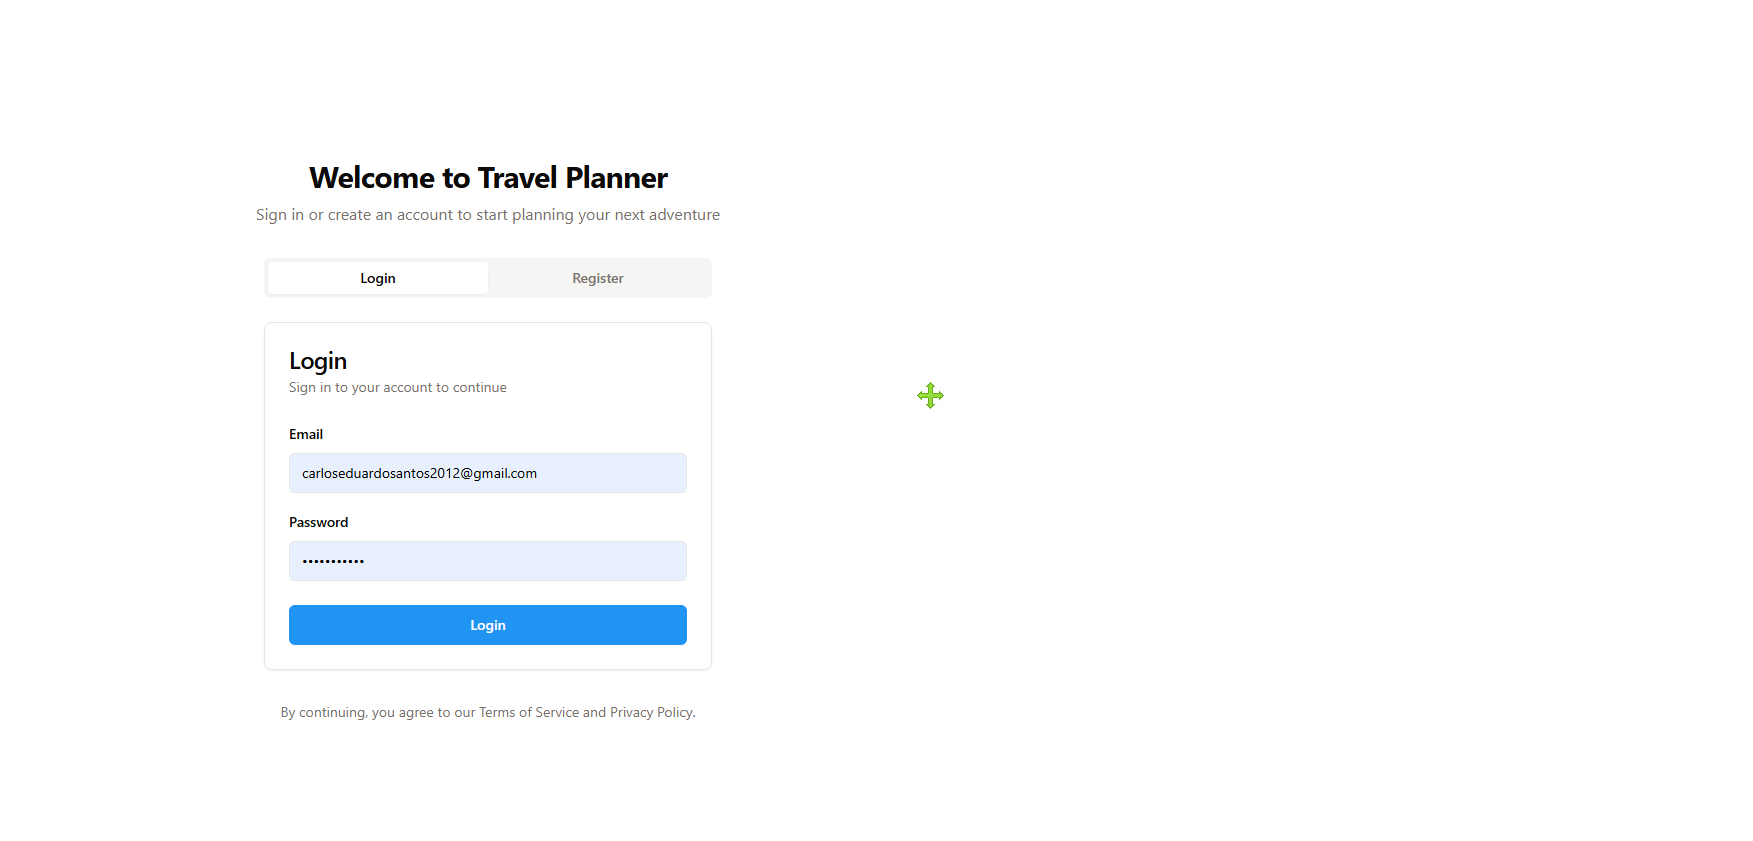 Welcome to Travel Planner
Sign in or create an account to start planning your next adventure
Login
Register
Login
Sign in to your account to continue
Email
carloseduardosantos2012@gmail.com
Password
•••••••••••
Login
By continuing, you agree to our Terms of Service and Privacy Policy.